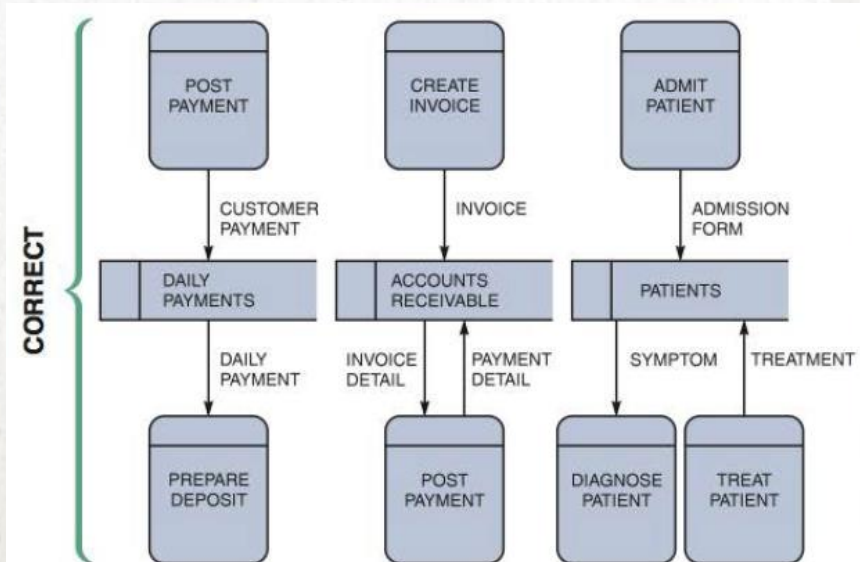 CORRECT
POST
PAYMENT
CREATE
INVOICE
ADMIT
PATIENT
CUSTOMER
PAYMENT
INVOICE
ADMISSION
FORM
DAILY
PAYMENTS
ACCOUNTS
RECEIVABLE
PATIENTS
DAILY
PAYMENT
INVOICE
DETAIL
PAYMENT
DETAIL
SYMPTOM
TREATMENT
PREPARE
DEPOSIT
POST
PAYMENT
DIAGNOSE
PATIENT
TREAT
PATIENT